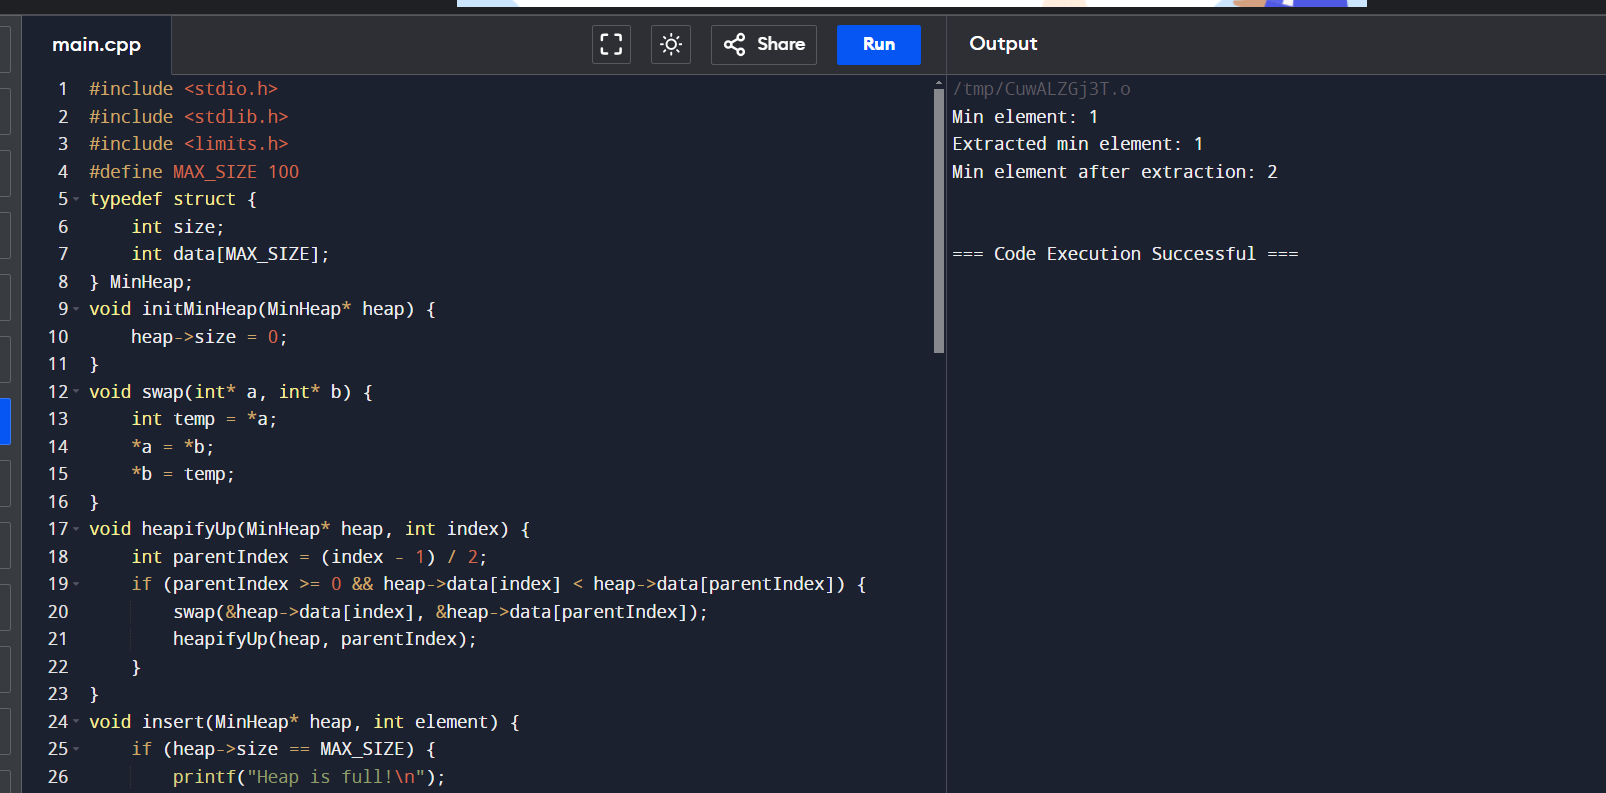 main.cpp
Share
Run
Output
1 #include <stdio.h>
2 #include <stdlib.h>
3 #include <limits.h>
4 #define MAX_SIZE 100
5 typedef struct {
6     int size;
7     int data[MAX_SIZE];
8 } MinHeap;
9 void initMinHeap(MinHeap* heap) {
10     heap->size = 0;
11 }
12 void swap(int* a, int* b) {
13     int temp = *a;
14     *a = *b;
15     *b = temp;
16 }
17 void heapifyUp(MinHeap* heap, int index) {
18     int parentIndex = (index - 1) / 2;
19     if (parentIndex >= 0 && heap->data[index] < heap->data[parentIndex]) {
20         swap(&heap->data[index], &heap->data[parentIndex]);
21         heapifyUp(heap, parentIndex);
22     }
23 }
24 void insert(MinHeap* heap, int element) {
25     if (heap->size == MAX_SIZE) {
26         printf("Heap is full!\n");
/tmp/CuwALZGj3T.o
Min element: 1
Extracted min element: 1
Min element after extraction: 2
=== Code Execution Successful ===